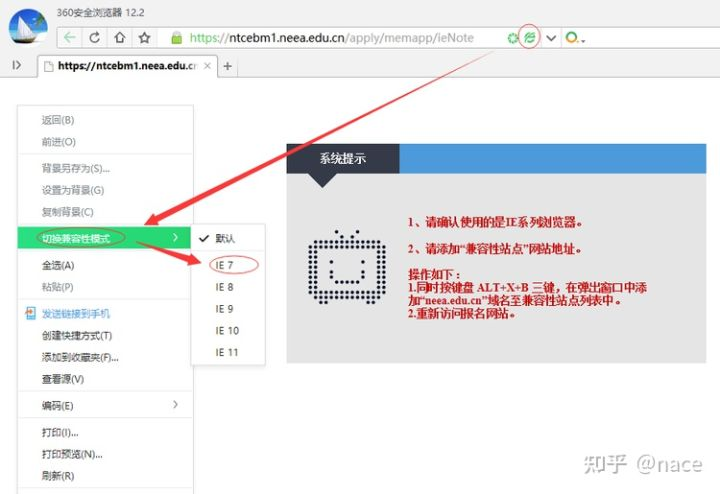 360安全浏览器 12.2
https://ntcebm1.neea.edu.cn/apply/memapp/ieNote
https://ntcebm1.neea.edu.cn
返回(B)
前进(O)
背景另存为(S)...
设置为背景(G)
复制背景(C)
切换兼容性模式
全选(A)
粘贴(P)
发送链接到手机
创建快捷方式(T)
添加到收藏夹(F)...
查看源(V)
编码(E)
打印(I)...
打印预览(N)...
刷新(R)
默认
IE 7
IE 8
IE 9
IE 10
IE 11
系统提示
1、请确认使用的是IE系列浏览器。
2、请添加“兼容性站点”网站地址。
操作如下：
1.同时按键盘 ALT+X+B 三键，在弹出窗口中添
加“neea.edu.cn”域名至兼容性站点列表中。
2.重新访问报名网站。
知乎 @nace